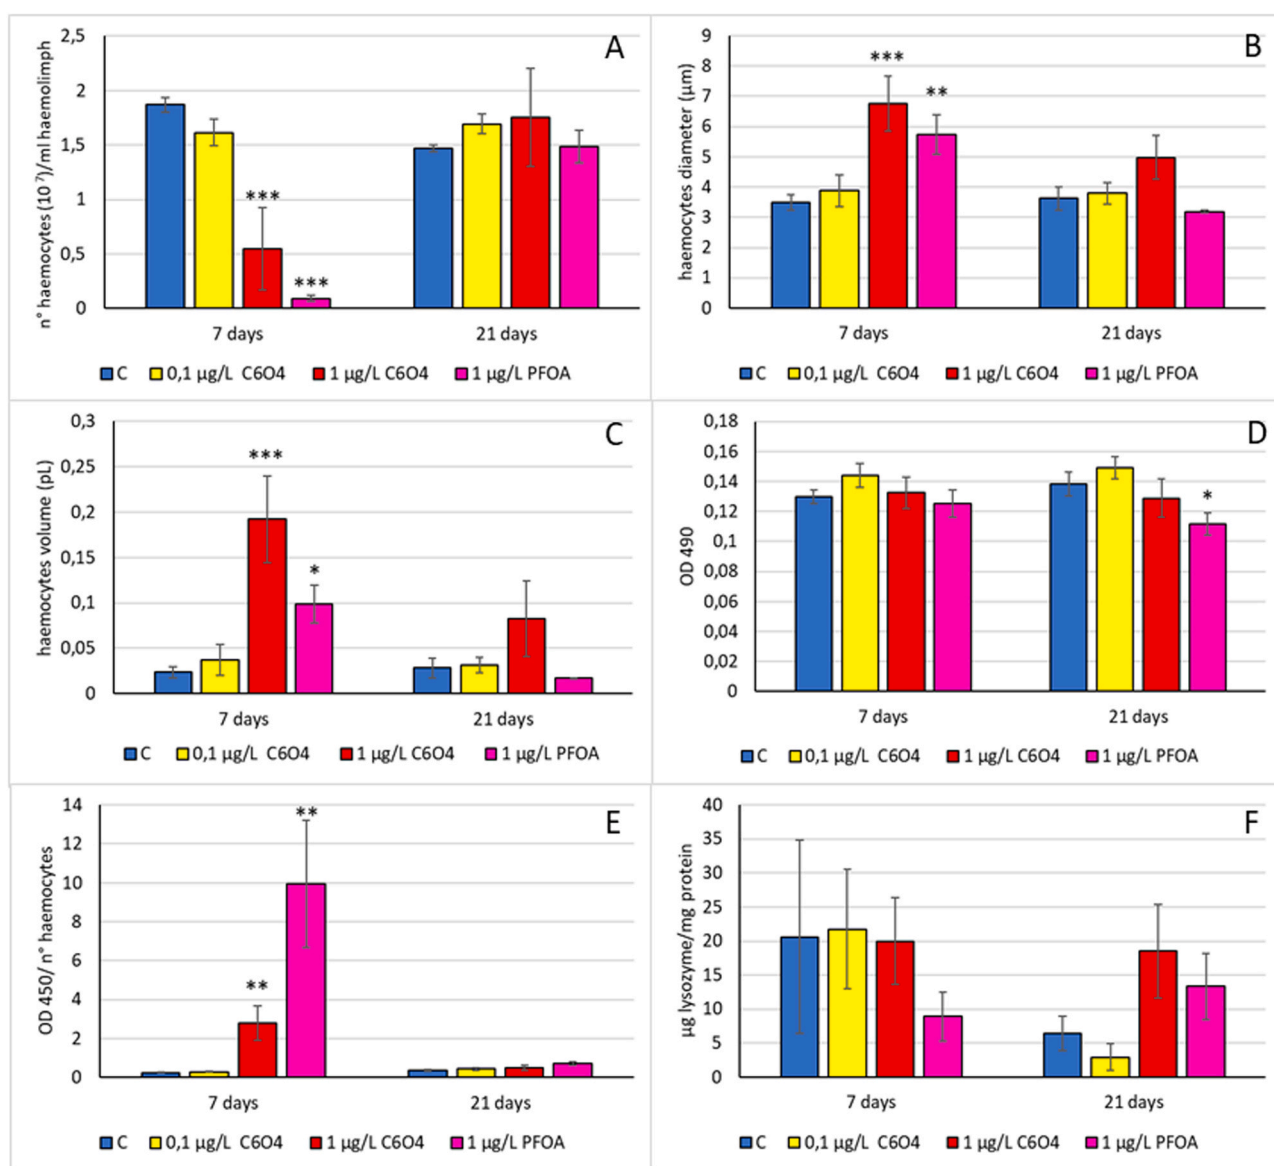 A
n° haemocytes (10⁷)/ml haemolimph
2,5
2
1,5
1
0,5
0
***
***
7 days
21 days
C 0,1 µg/L C6O4 1 µg/L C6O4 1 µg/L PFOA
B
haemocytes diameter (µm)
9
8
7
6
5
4
3
2
1
0
***
**
7 days
21 days
C 0,1 µg/L C6O4 1 µg/L C6O4 1 µg/L PFOA
C
haemocytes volume (pL)
0,3
0,25
0,2
0,15
0,1
0,05
0
***
*
7 days
21 days
C 0,1 µg/L C6O4 1 µg/L C6O4 1 µg/L PFOA
D
OD 490
0,18
0,16
0,14
0,12
0,1
0,08
0,06
0,04
0,02
0
*
7 days
21 days
C 0,1 µg/L C6O4 1 µg/L C6O4 1 µg/L PFOA
E
OD 450/ n° haemocytes
14
12
10
8
6
4
2
0
**
**
7 days
21 days
C 0,1 µg/L C6O4 1 µg/L C6O4 1 µg/L PFOA
F
µg lysozyme/mg protein
40
35
30
25
20
15
10
5
0
7 days
21 days
C 0,1 µg/L C6O4 1 µg/L C6O4 1 µg/L PFOA